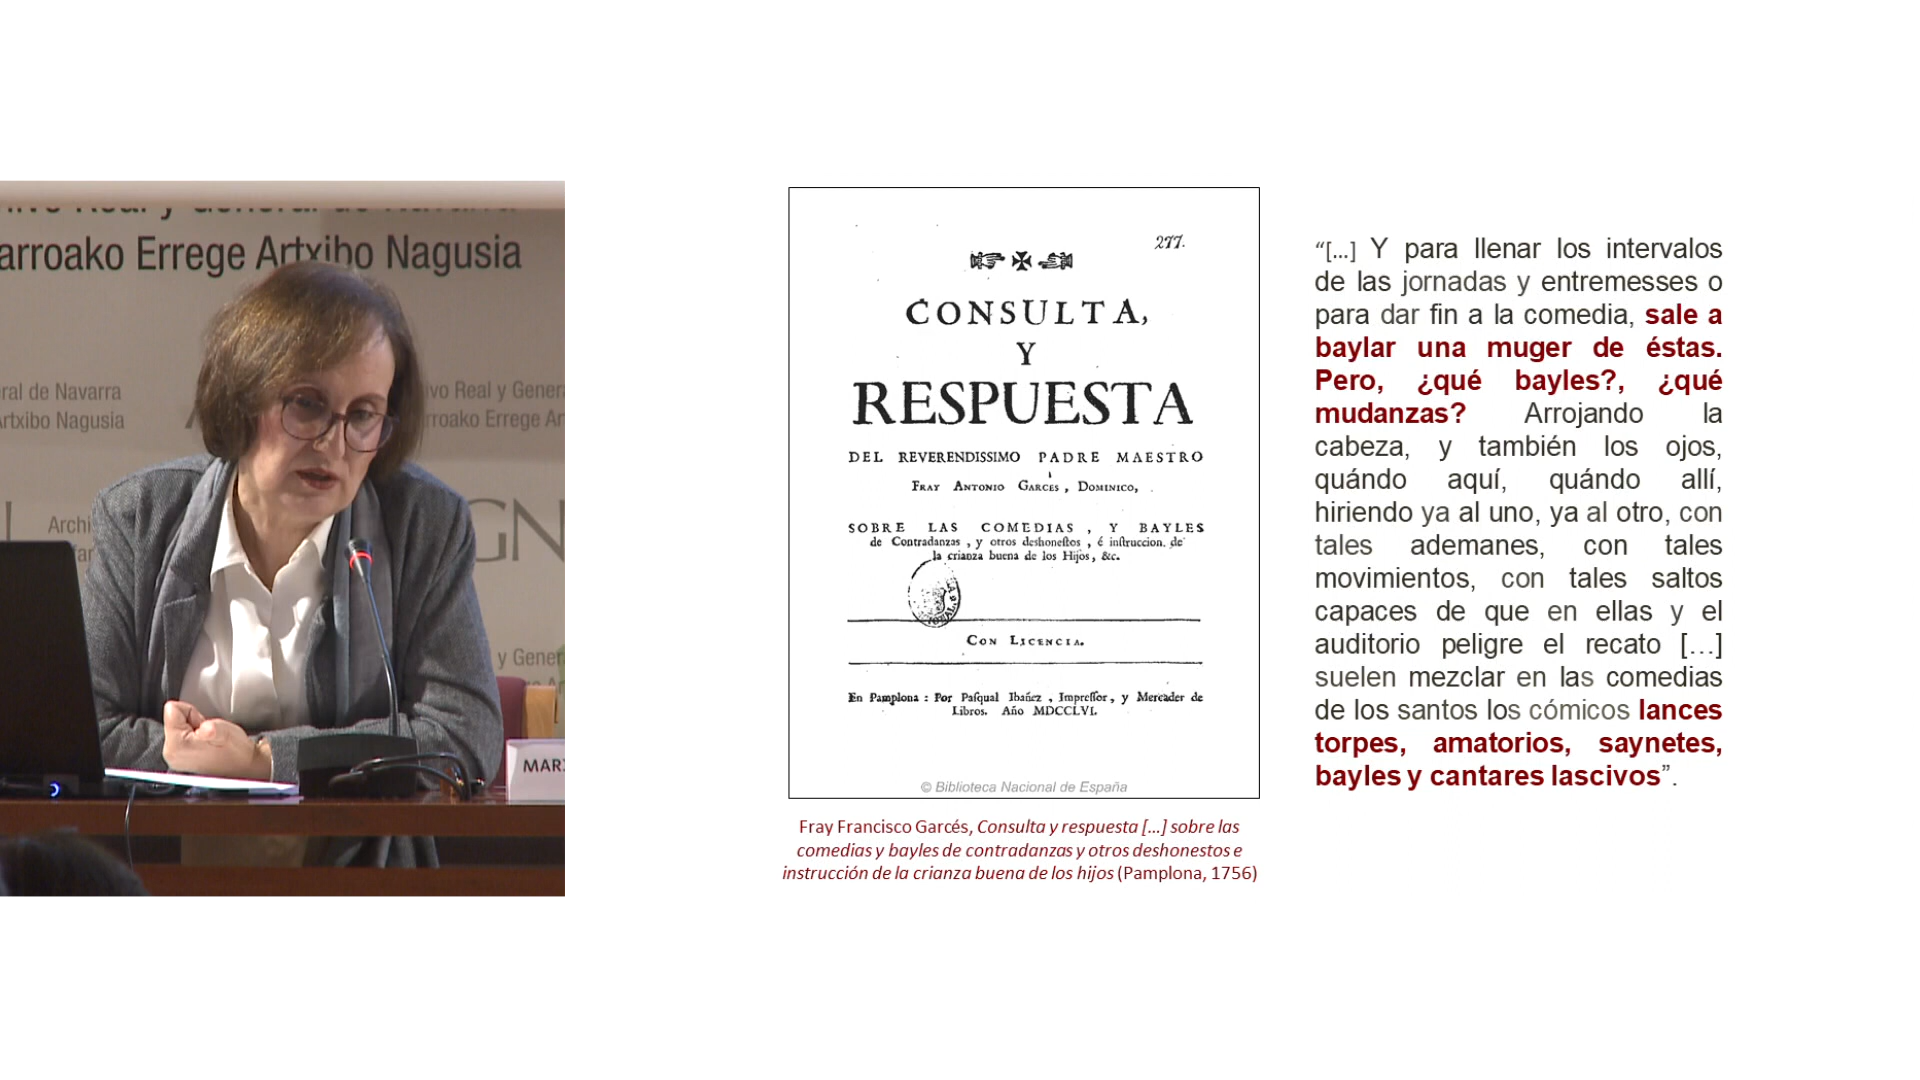 arroako Errege Artxibo Nagusia
ral de Navarra
Artxibo Nagusia
ivo Real y Genera
rroako Errege Ar
Archi
GN
y Gener
MAR
277.
CONSULTA,
Y
RESPUESTA
DEL REVERENDISSIMO PADRE MAESTRO
FRAY ANTONIO GARCES, DOMINICO,
SOBRE LAS COMEDIAS, Y BAYLES
de Contradanzas, y otros deshoneſtos, é inſtruccion de
la crianza buena de los Hijos, &c.
CON LICENCIA.
En Pamplona: Por Paſqual Ibañez, Impreſſor, y Mercader de
Libros. Año MDCCLVI.
© Biblioteca Nacional de España
Fray Francisco Garcés, Consulta y respuesta [...] sobre las
comedias y bayles de contradanzas y otros deshonestos e
instrucción de la crianza buena de los hijos (Pamplona, 1756)
“[...] Y para llenar los intervalos
de las jornadas y entremesses o
para dar fin a la comedia, sale a
baylar una muger de éstas.
Pero, ¿qué bayles?, ¿qué
mudanzas? Arrojando la
cabeza, y también los ojos,
quándo aquí, quándo allí,
hiriendo ya al uno, ya al otro, con
tales ademanes, con tales
movimientos, con tales saltos
capaces de que en ellas y el
auditorio peligre el recato [...]
suelen mezclar en las comedias
de los santos los cómicos lances
torpes, amatorios, saynetes,
bayles y cantares lascivos”.